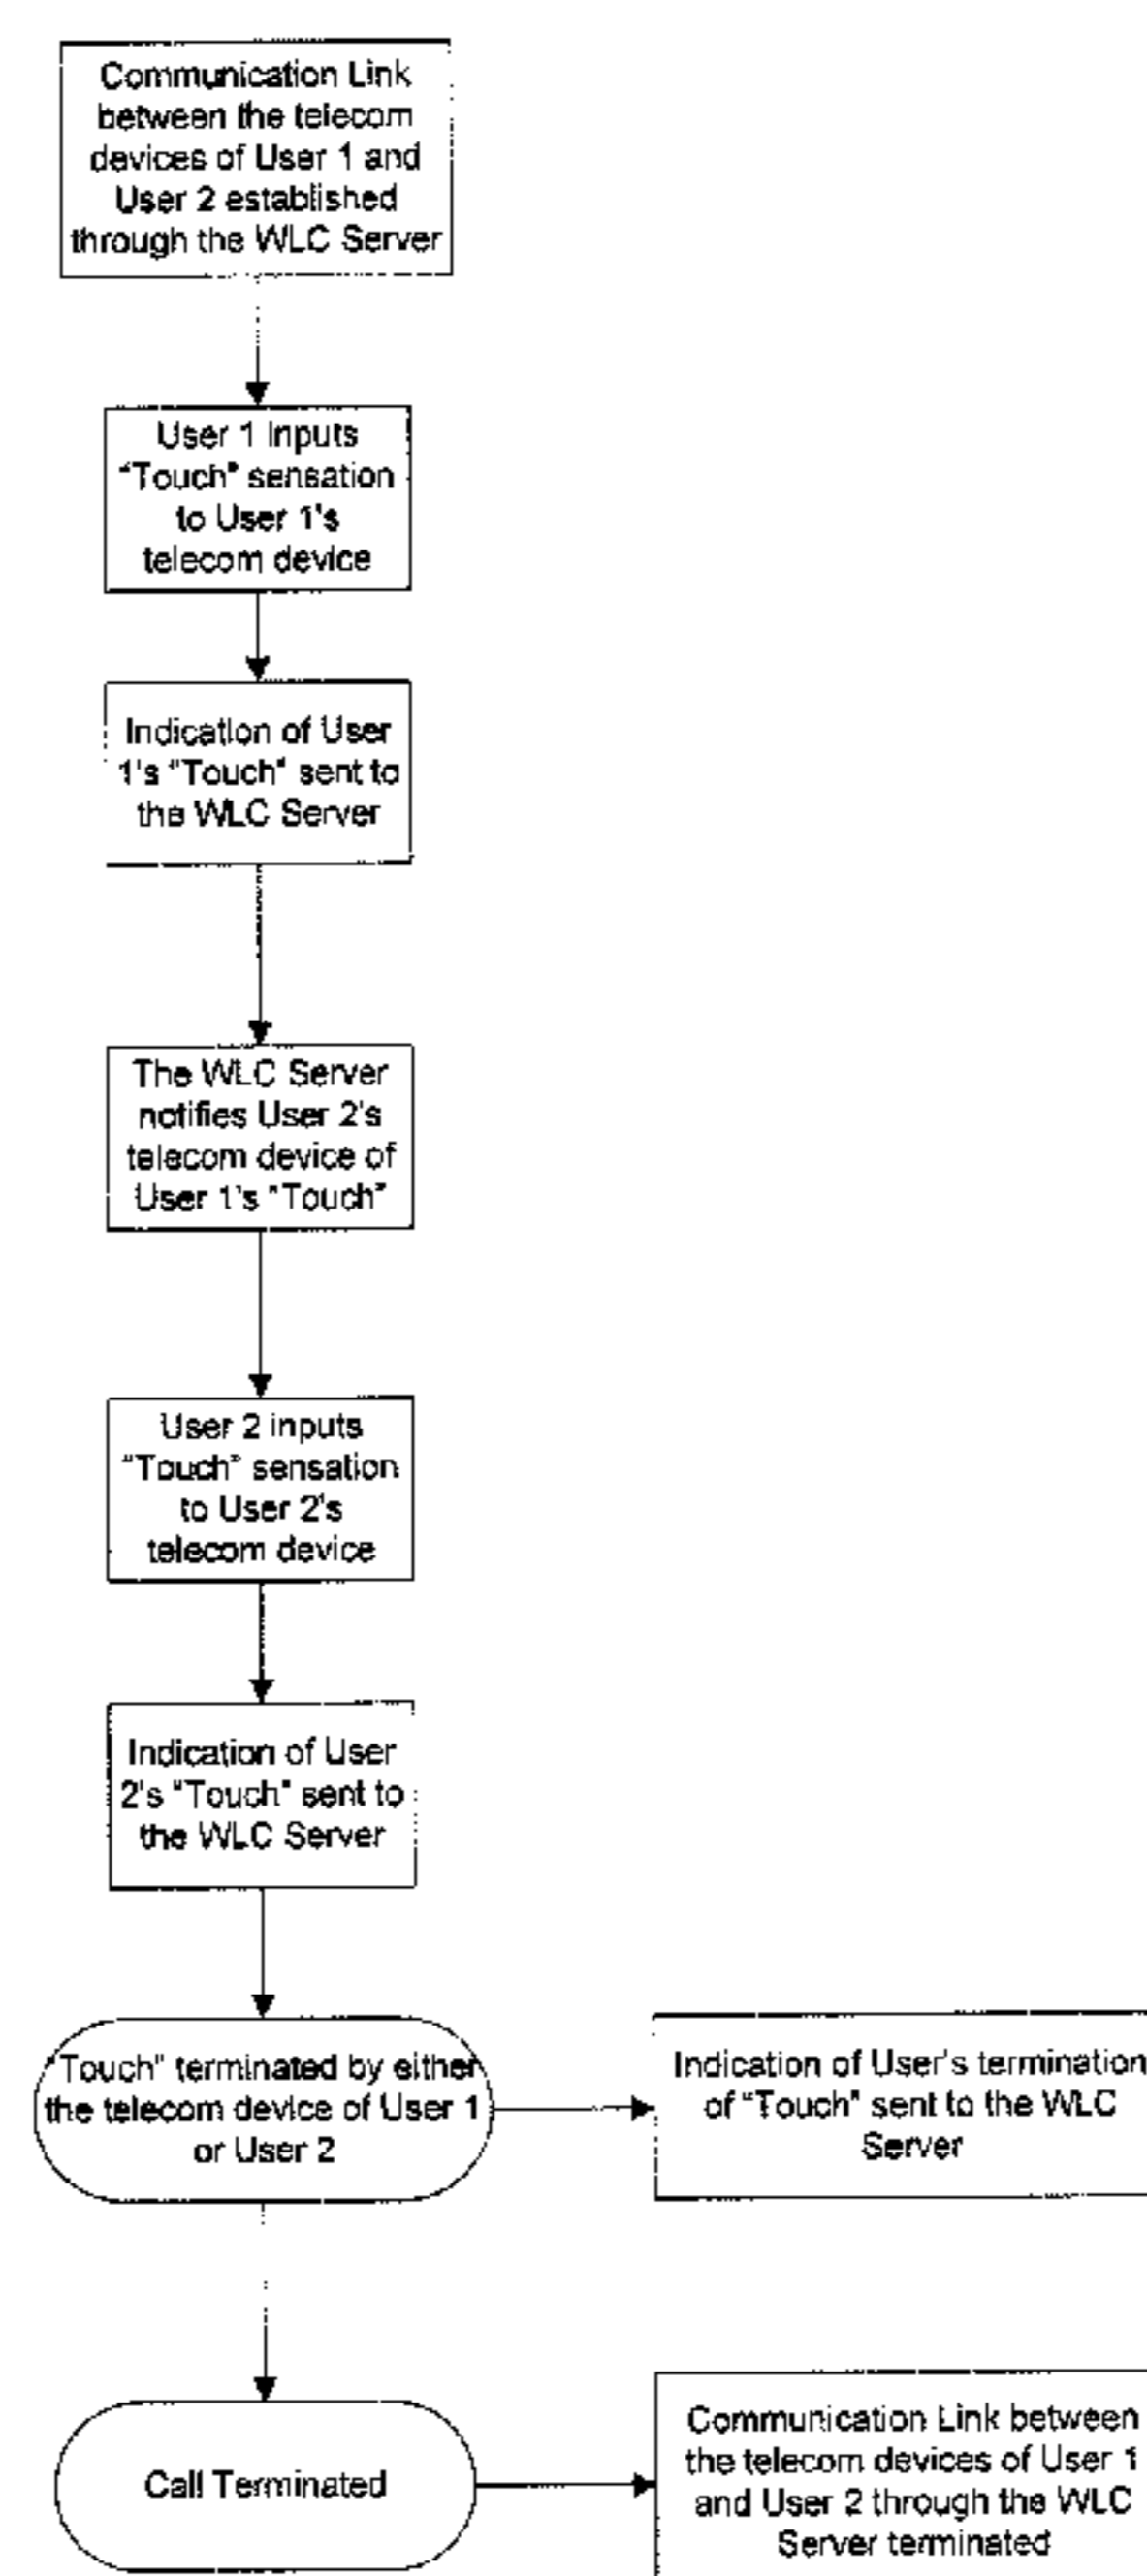 Communication Link
between the telecom
devices of User 1 and
User 2 established
through the WLC Server
User 1 Inputs
"Touch" sensation
to User 1's
telecom device
Indication of User
1's "Touch" sent to
the WLC Server
The WLC Server
notifies User 2's
telecom device of
User 1's "Touch"
User 2 inputs
"Touch" sensation
to User 2's
telecom device
Indication of User
2's "Touch" sent to
the WLC Server
"Touch" terminated by either
the telecom device of User 1
or User 2
Indication of User's termination
of "Touch" sent to the WLC
Server
Call Terminated
Communication Link between
the telecom devices of User 1
and User 2 through the WLC
Server terminated